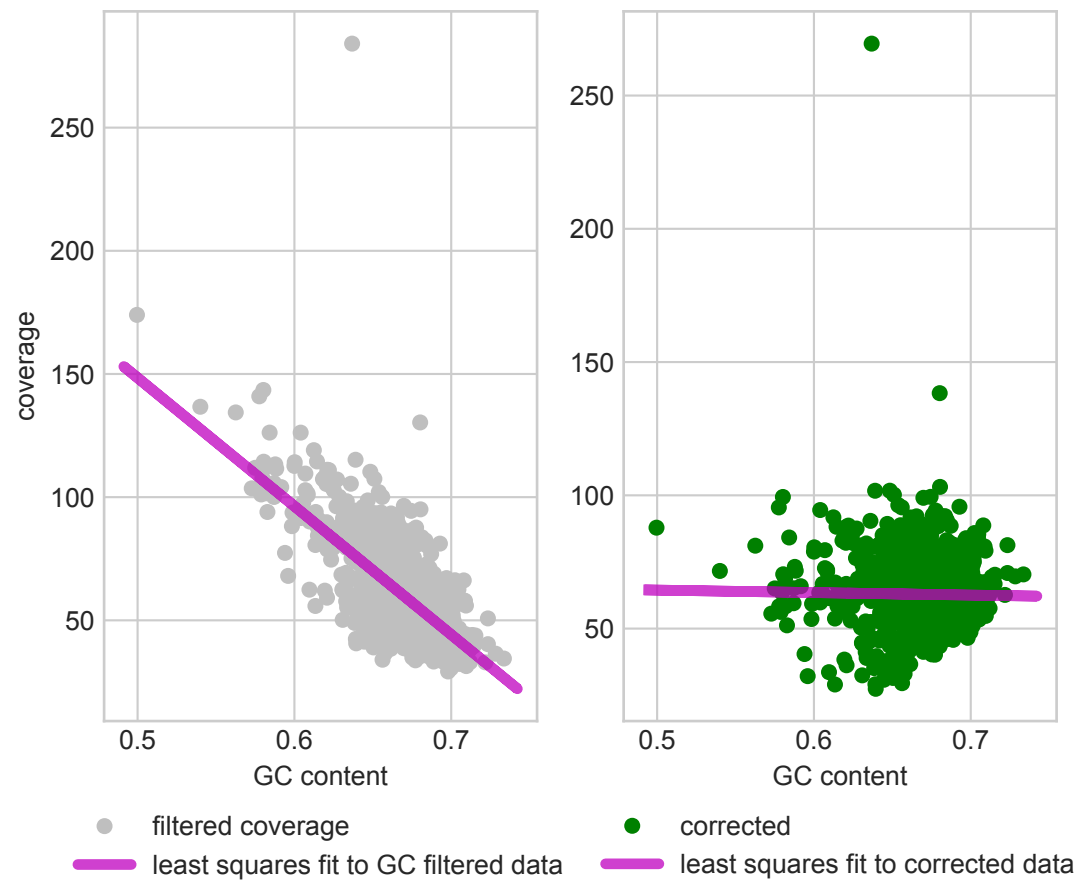 250
200
150
100
50
coverage
0.5
0.6
0.7
GC content
250
200
150
100
50
0.5
0.6
0.7
GC content
filtered coverage
least squares fit to GC filtered data
corrected
least squares fit to corrected data